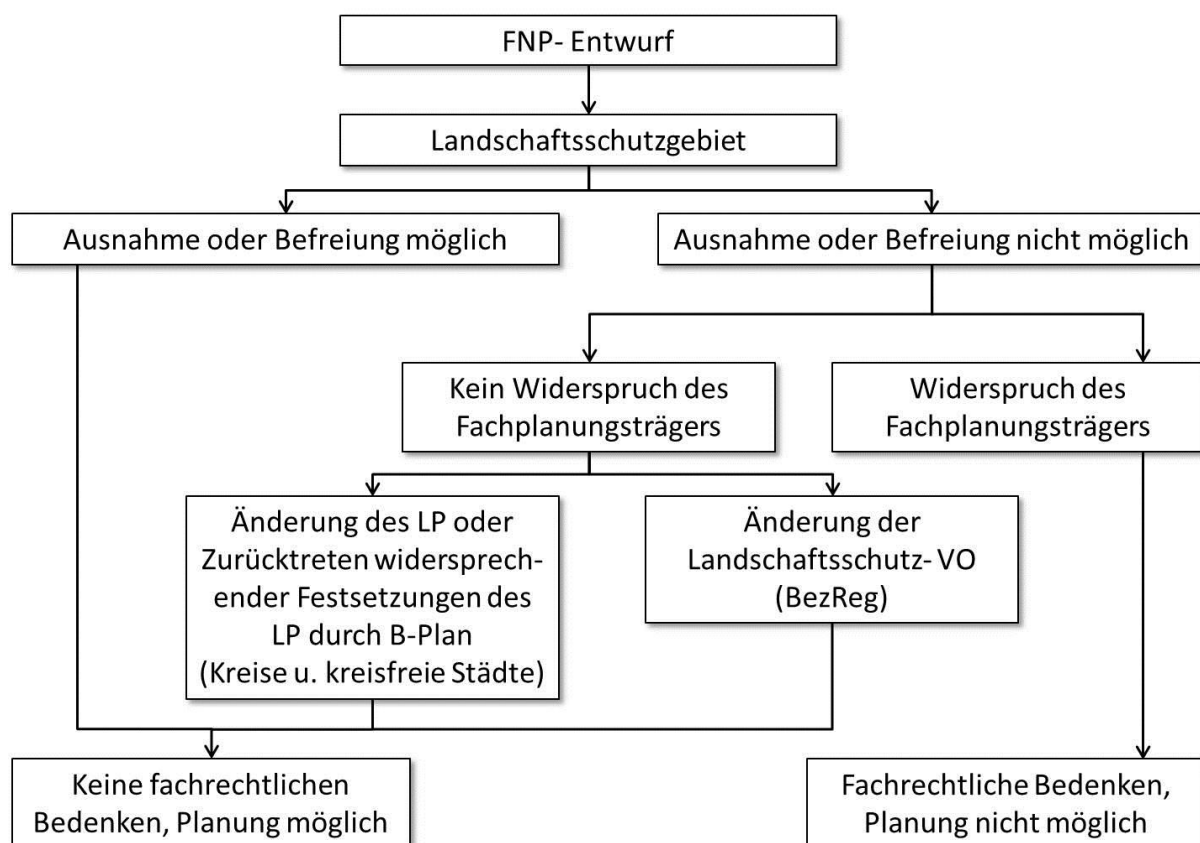 FNP- Entwurf
Landschaftsschutzgebiet
Ausnahme oder Befreiung möglich
Ausnahme oder Befreiung nicht möglich
Kein Widerspruch des
Fachplanungsträgers
Widerspruch des
Fachplanungsträgers
Änderung des LP oder
Zurücktreten widersprech-
ender Festsetzungen des
LP durch B-Plan
(Kreise u. kreisfreie Städte)
Änderung der
Landschaftsschutz- VO
(BezReg)
Keine fachrechtlichen
Bedenken, Planung möglich
Fachrechtliche Bedenken,
Planung nicht möglich